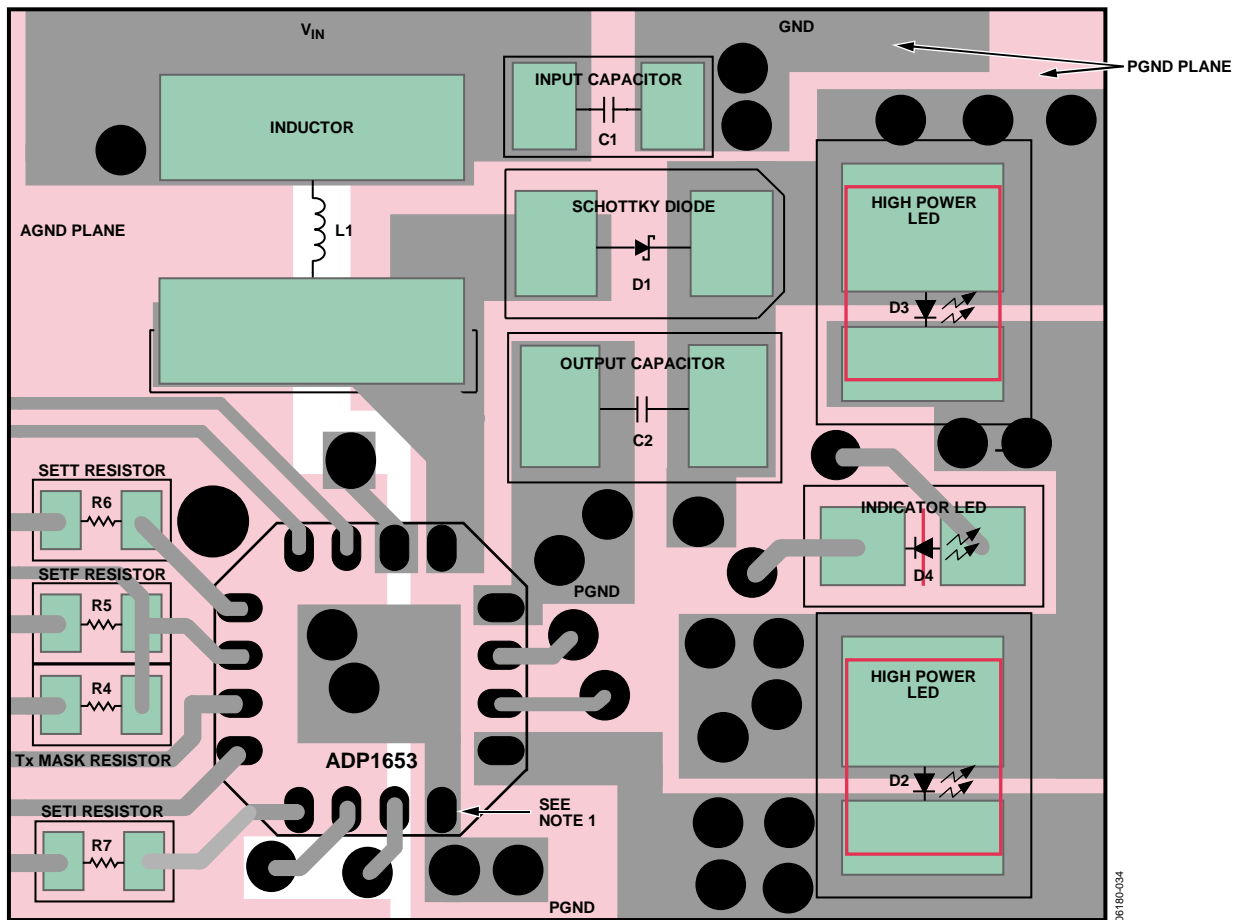 VIN
GND
PGND PLANE
INPUT CAPACITOR
C1
INDUCTOR
SCHOTTKY DIODE
HIGH POWER
LED
AGND PLANE
L1
D1
D3
OUTPUT CAPACITOR
C2
SETT RESISTOR
R6
INDICATOR LED
D4
SETF RESISTOR
R5
PGND
R4
HIGH POWER
LED
Tx MASK RESISTOR
ADP1653
D2
SETI RESISTOR
SEE
NOTE 1
R7
PGND
06180-034